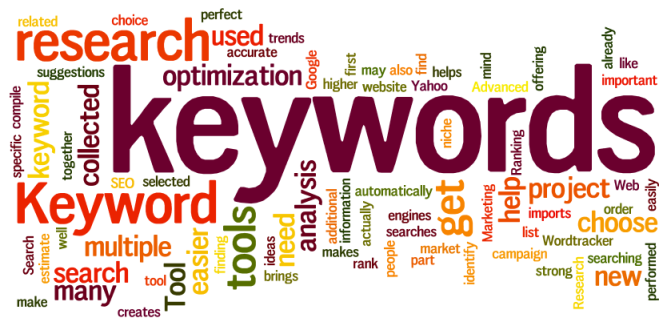 related
choice
perfect
research
used
trends
accurate
suggestions
optimization
Google
first
higher
may
also
find
website
Yahoo
helps
mind
Advanced
offering
already
like
important
specific
compile
keyword
together
collected
keywords
niche
SEO
selected
Keyword
analysis
additional
information
automatically
actually
engines
searches
makes
rank
people
market
part
get
identify
Marketing
help
Ranking
project
Web
easily
imports
order
list
choose
Wordtracker
campaign
searching
strong
Research
new
performed
Search
estimate
well
multiple
easier
finding
tools
need
ideas
brings
search
tool
Tool
many
make
creates